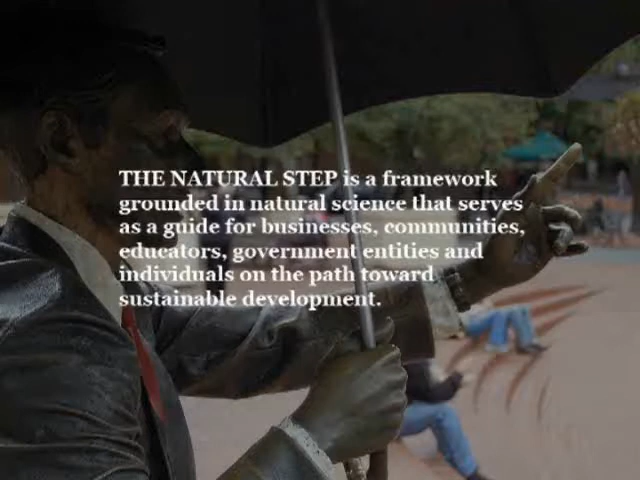 THE NATURAL STEP is a framework
grounded in natural science that serves
as a guide for businesses, communities,
educators, government entities and
individuals on the path toward
sustainable development.